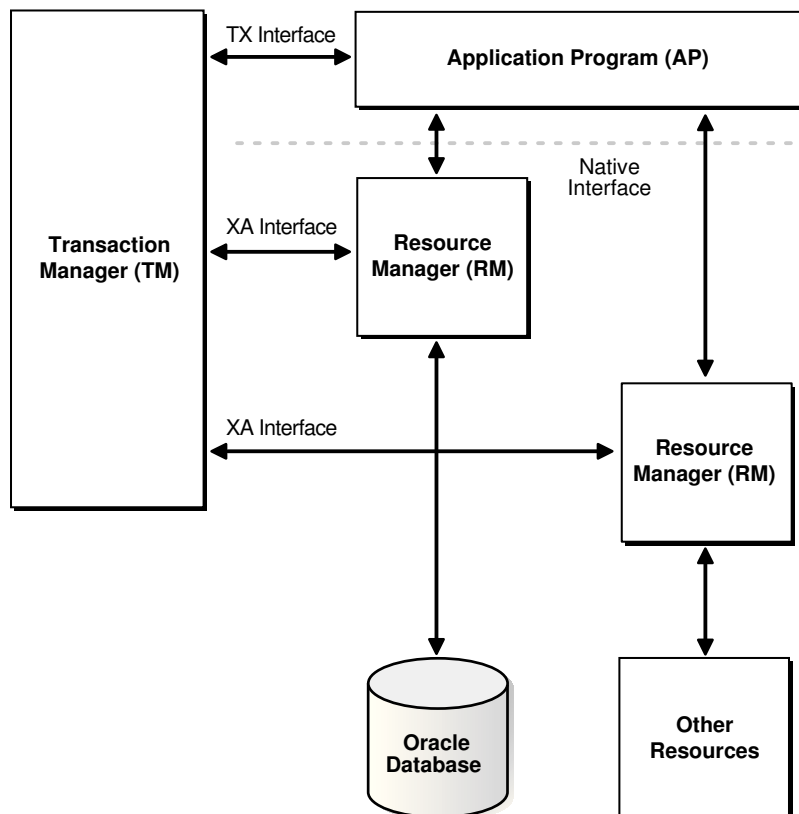 TX Interface
Application Program (AP)
Native
Interface
XA Interface
Transaction
Manager (TM)
Resource
Manager (RM)
XA Interface
Resource
Manager (RM)
Oracle
Database
Other
Resources